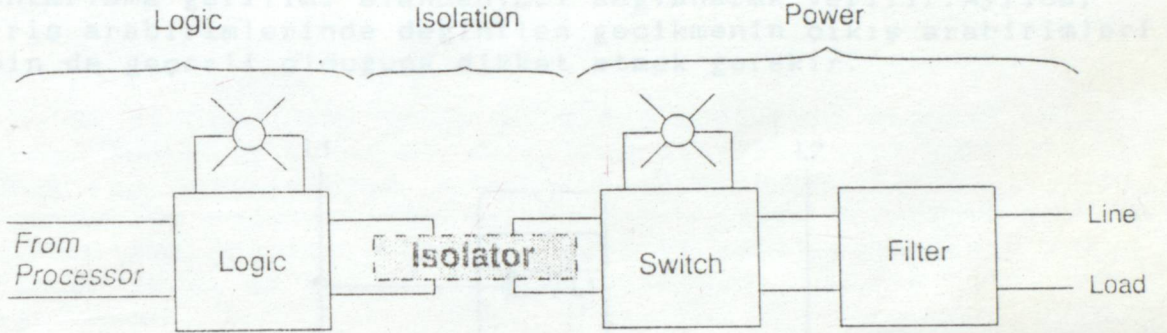 Logic Isolation Power
From
Processor
Logic
Isolator
Switch
Filter
Line
Load